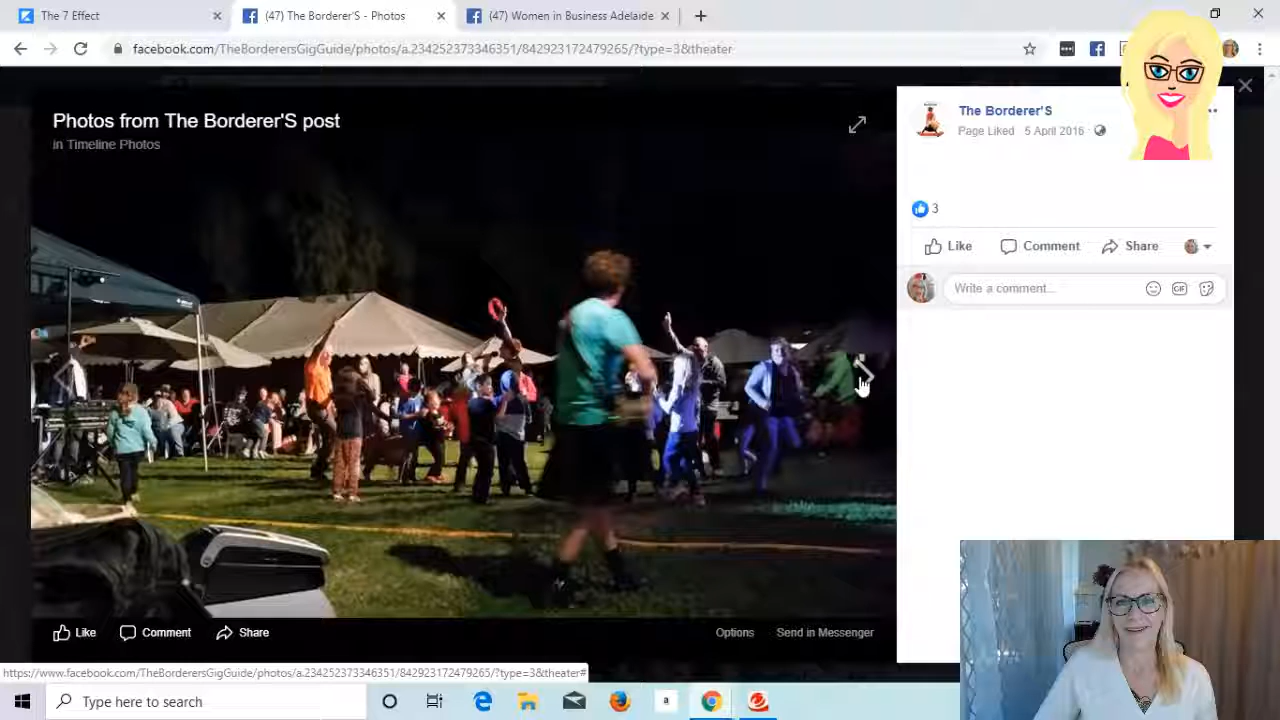 The 7 Effect
(47) The Borderer'S - Photos
(47) Women in Business Adelaide
facebook.com/TheBorderersGigGuide/photos/a.234252373346351/842923172479265/?type=3&theater
Photos from The Borderer'S post
in Timeline Photos
The Borderer'S
Page Liked · 5 April 2016 ·
3
Like Comment Share
Write a comment...
GIF
Like Comment Share Options Send in Messenger
https://www.facebook.com/TheBorderersGigGuide/photos/a.234252373346351/842923172479265/?type=3&theater#
Type here to search
a